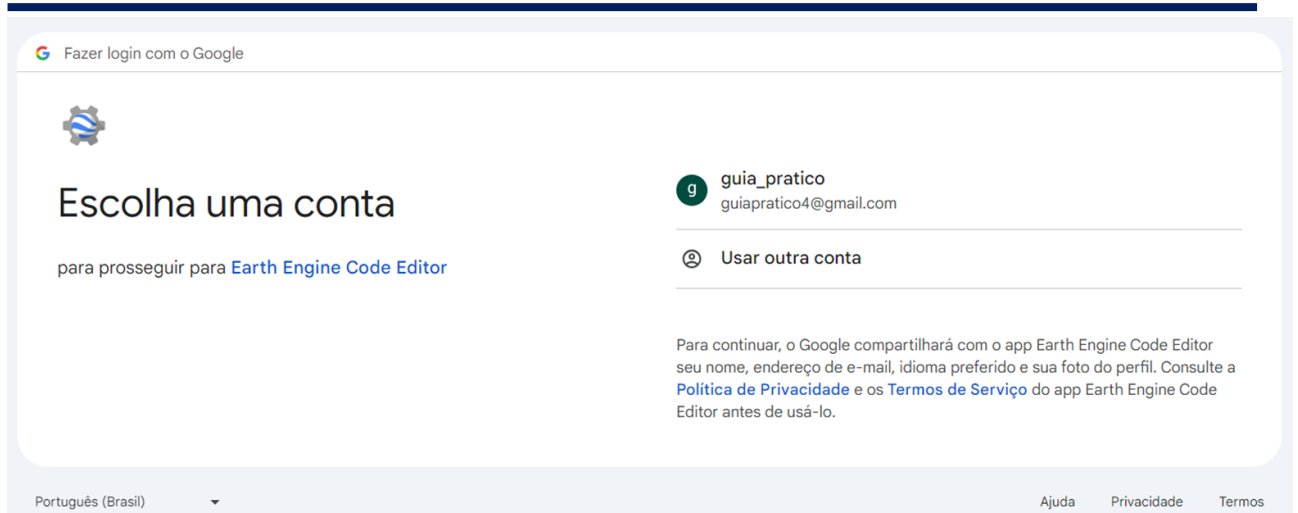 Fazer login com o Google
Escolha uma conta
para prosseguir para Earth Engine Code Editor
g
guia_pratico
guiapratico4@gmail.com
Usar outra conta
Para continuar, o Google compartilhará com o app Earth Engine Code Editor
seu nome, endereço de e-mail, idioma preferido e sua foto do perfil. Consulte a
Política de Privacidade e os Termos de Serviço do app Earth Engine Code
Editor antes de usá-lo.
Português (Brasil)
Ajuda Privacidade Termos